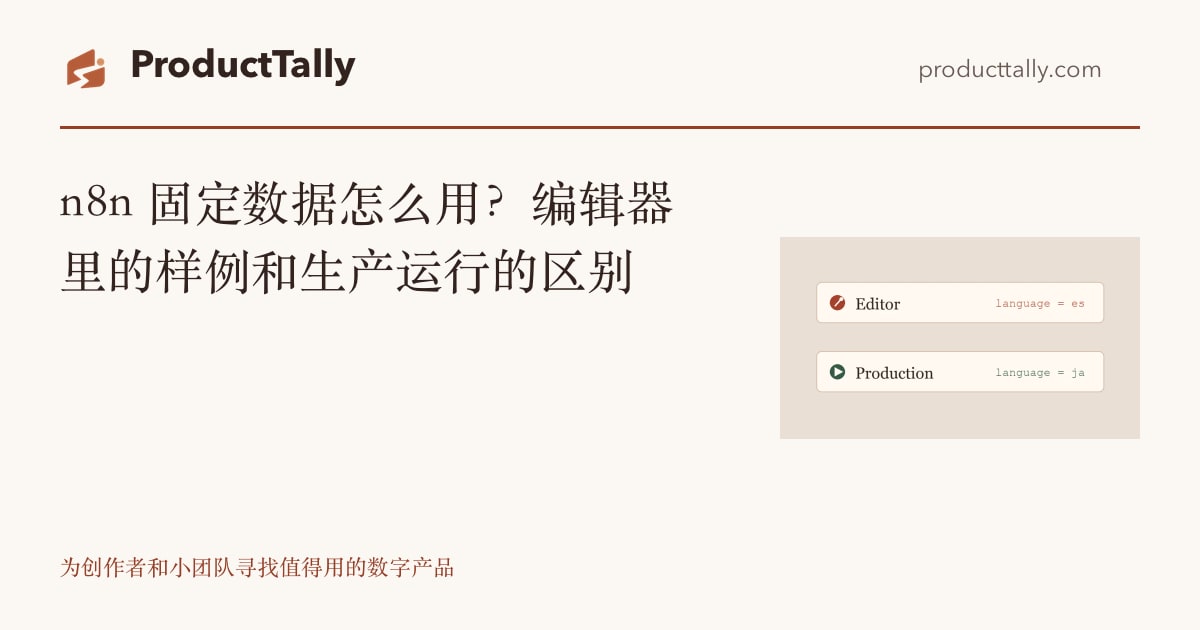 ProductTally
producttally.com
n8n 固定数据怎么用？编辑器
里的样例和生产运行的区别
Editor
language = es
Production
language = ja
为创作者和小团队寻找值得用的数字产品